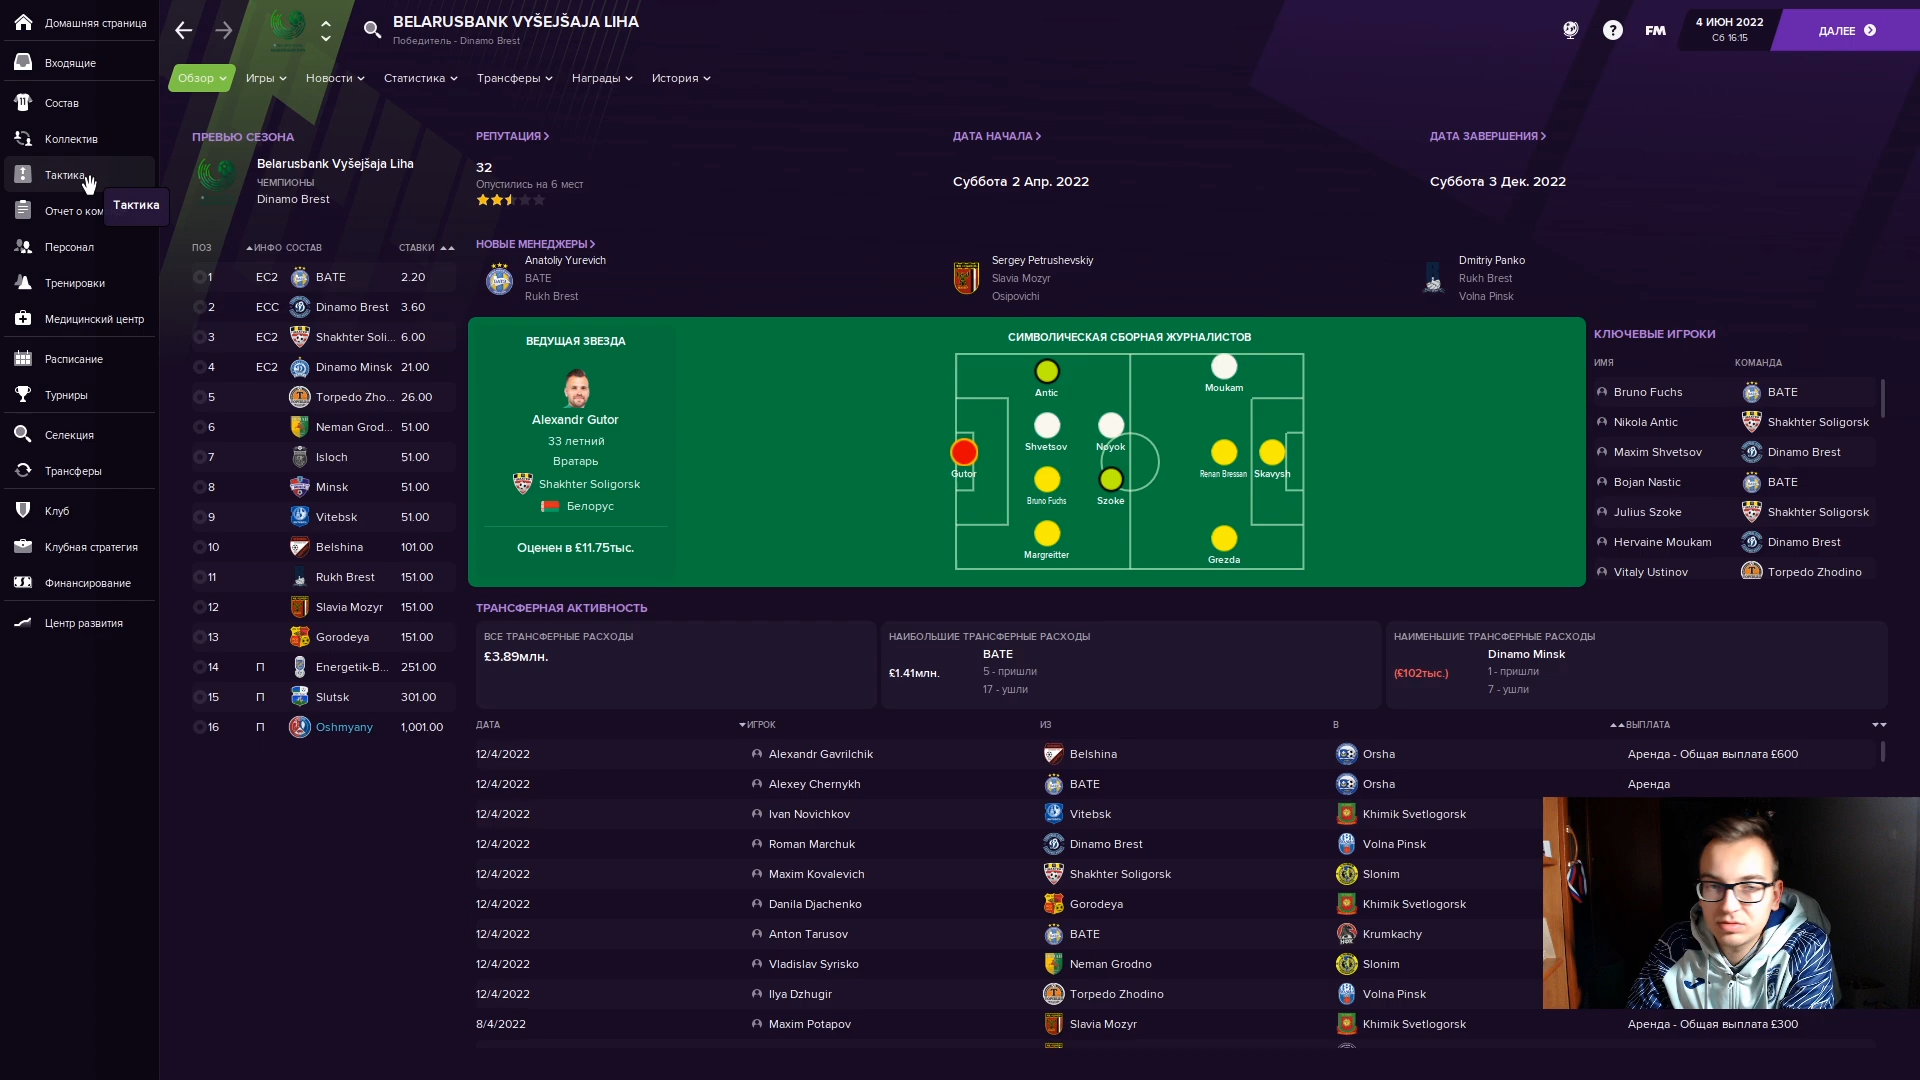 Домашняя страница
Входящие
Состав
Коллектив
Тактика
Отчет о ком
Тактика
Персонал
Тренировки
Медицинский центр
Расписание
Турниры
Селекция
Трансферы
Клуб
Клубная стратегия
Финансирование
Центр развития
BELARUSBANK VYŠEJŠAJA LIHA
Победитель - Dinamo Brest
FM
4 ИЮН 2022
Сб 16:15
ДАЛЕЕ
Обзор
Игры
Новости
Статистика
Трансферы
Награды
История
ПРЕВЬЮ СЕЗОНА
Belarusbank Vyšejšaja Liha
ЧЕМПИОНЫ
Dinamo Brest
РЕПУТАЦИЯ
32
Опустились на 6 мест
ДАТА НАЧАЛА
Суббота 2 Апр. 2022
ДАТА ЗАВЕРШЕНИЯ
Суббота 3 Дек. 2022
ПОЗ ИНФО СОСТАВ СТАВКИ
1 EC2 BATE 2.20
2 ECC Dinamo Brest 3.60
3 EC2 Shakhter Soli... 6.00
4 EC2 Dinamo Minsk 21.00
5 Torpedo Zho... 26.00
6 Neman Grod... 51.00
7 Isloch 51.00
8 Minsk 51.00
9 Vitebsk 51.00
10 Belshina 101.00
11 Rukh Brest 151.00
12 Slavia Mozyr 151.00
13 Gorodeya 151.00
14 П Energetik-B... 251.00
15 П Slutsk 301.00
16 П Oshmyany 1,001.00
НОВЫЕ МЕНЕДЖЕРЫ
Anatoliy Yurevich
BATE
Rukh Brest
Sergey Petrushevskiy
Slavia Mozyr
Osipovichi
Dmitriy Panko
Rukh Brest
Volna Pinsk
ВЕДУЩАЯ ЗВЕЗДА
Alexandr Gutor
33 летний
Вратарь
Shakhter Soligorsk
Белорус
Оценен в £11.75тыс.
СИМВОЛИЧЕСКАЯ СБОРНАЯ ЖУРНАЛИСТОВ
Antic
Moukam
Shvetsov
Noyok
Gutor
Renan Bressan
Skavysh
Bruno Fuchs
Szoke
Margreitter
Grezda
КЛЮЧЕВЫЕ ИГРОКИ
ИМЯ КОМАНДА
Bruno Fuchs BATE
Nikola Antic Shakhter Soligorsk
Maxim Shvetsov Dinamo Brest
Bojan Nastic BATE
Julius Szoke Shakhter Soligorsk
Hervaine Moukam Dinamo Brest
Vitaly Ustinov Torpedo Zhodino
ТРАНСФЕРНАЯ АКТИВНОСТЬ
ВСЕ ТРАНСФЕРНЫЕ РАСХОДЫ
£3.89млн.
НАИБОЛЬШИЕ ТРАНСФЕРНЫЕ РАСХОДЫ
BATE
£1.41млн.
5 - пришли
17 - ушли
НАИМЕНЬШИЕ ТРАНСФЕРНЫЕ РАСХОДЫ
Dinamo Minsk
(£102тыс.)
1 - пришли
7 - ушли
ДАТА ИГРОК ИЗ В ВЫПЛАТА
12/4/2022 Alexandr Gavrilchik Belshina Orsha Аренда - Общая выплата £600
12/4/2022 Alexey Chernykh BATE Orsha Аренда
12/4/2022 Ivan Novichkov Vitebsk Khimik Svetlogorsk
12/4/2022 Roman Marchuk Dinamo Brest Volna Pinsk
12/4/2022 Maxim Kovalevich Shakhter Soligorsk Slonim
12/4/2022 Danila Djachenko Gorodeya Khimik Svetlogorsk
12/4/2022 Anton Tarusov BATE Krumkachy
12/4/2022 Vladislav Syrisko Neman Grodno Slonim
12/4/2022 Ilya Dzhugir Torpedo Zhodino Volna Pinsk
8/4/2022 Maxim Potapov Slavia Mozyr Khimik Svetlogorsk Аренда - Общая выплата £300